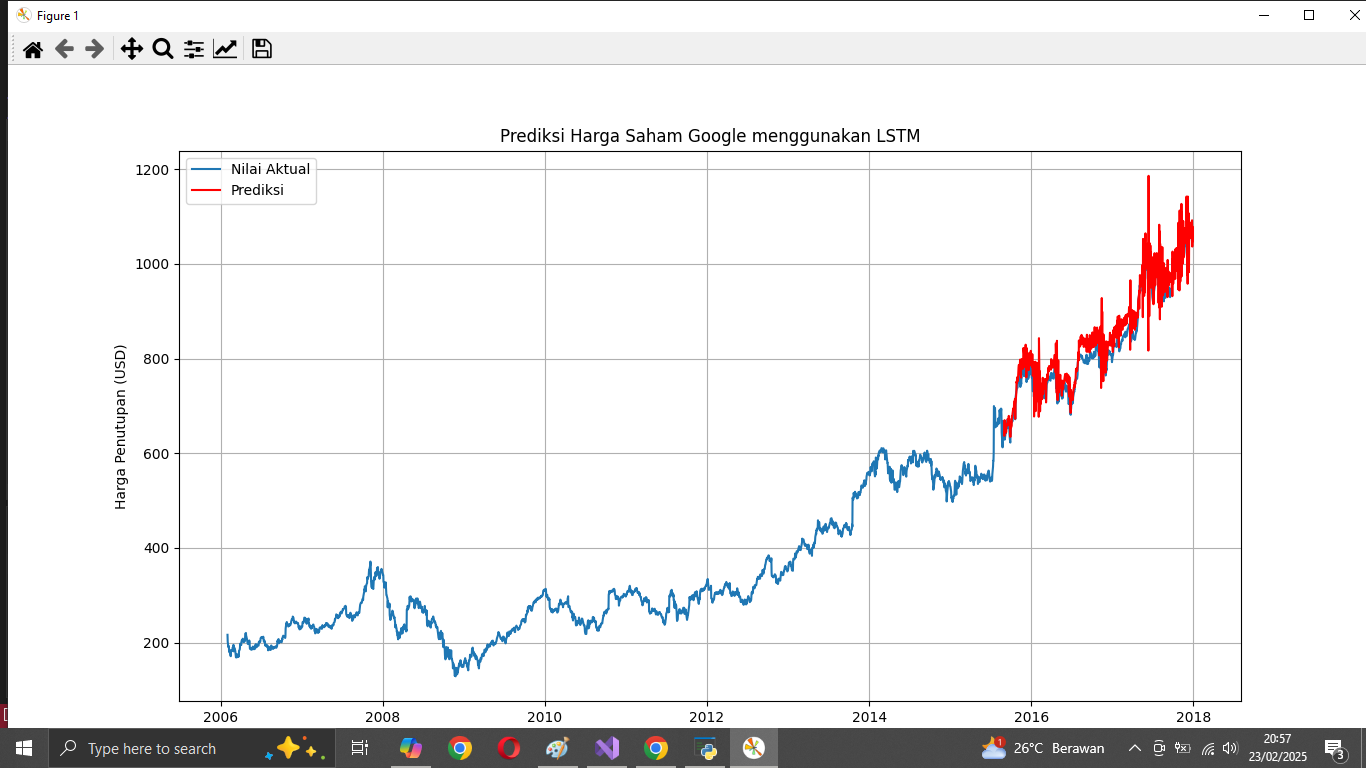 Figure 1
Prediksi Harga Saham Google menggunakan LSTM
Nilai Aktual
Prediksi
Harga Penutupan (USD)
1200
1000
800
600
400
200
2006
2008
2010
2012
2014
2016
2018
Type here to search
1
26°C Berawan
20:57
23/02/2025
3